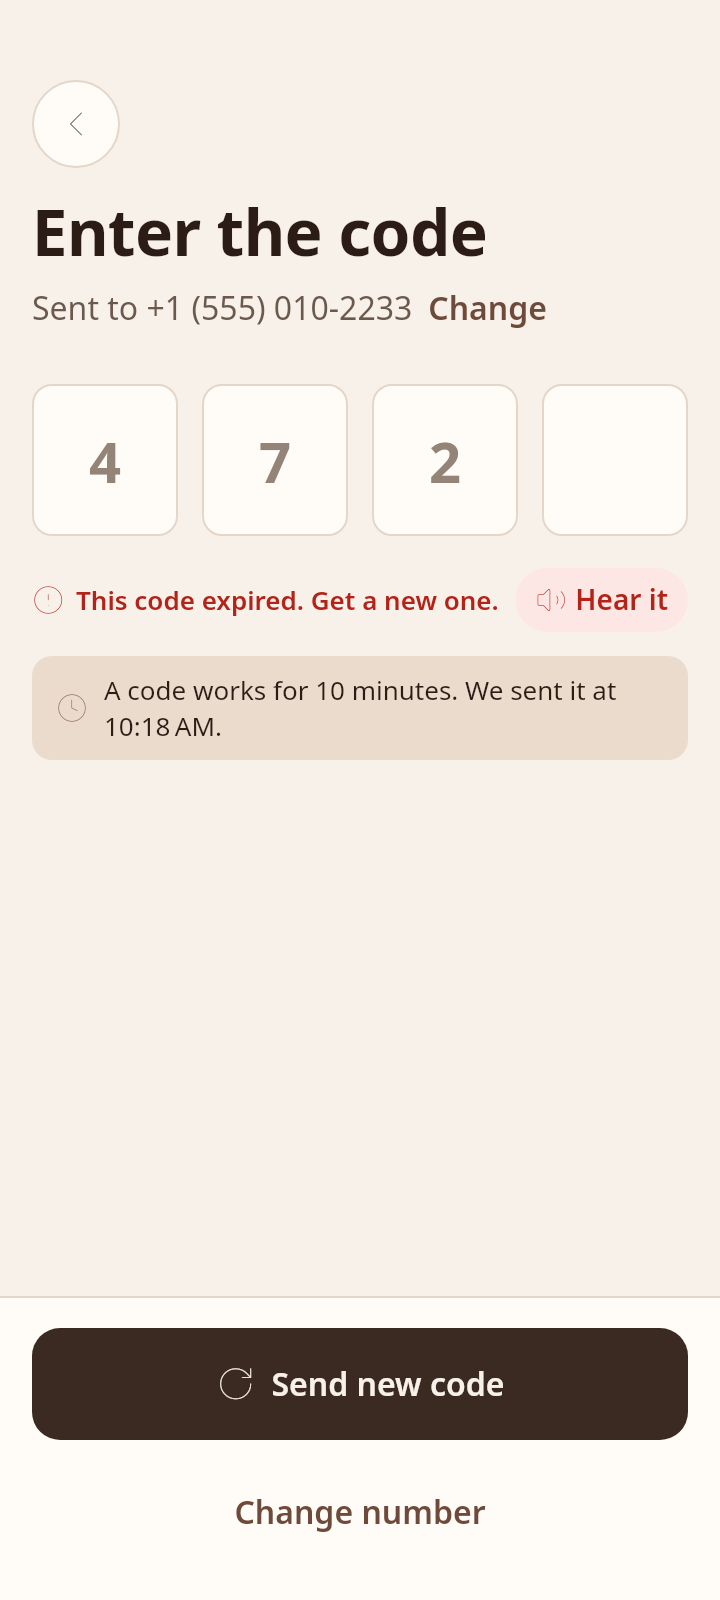 Enter the code
Sent to +1 (555) 010-2233 Change
4 7 2
This code expired. Get a new one. Hear it
A code works for 10 minutes. We sent it at
10:18 AM.
Send new code
Change number